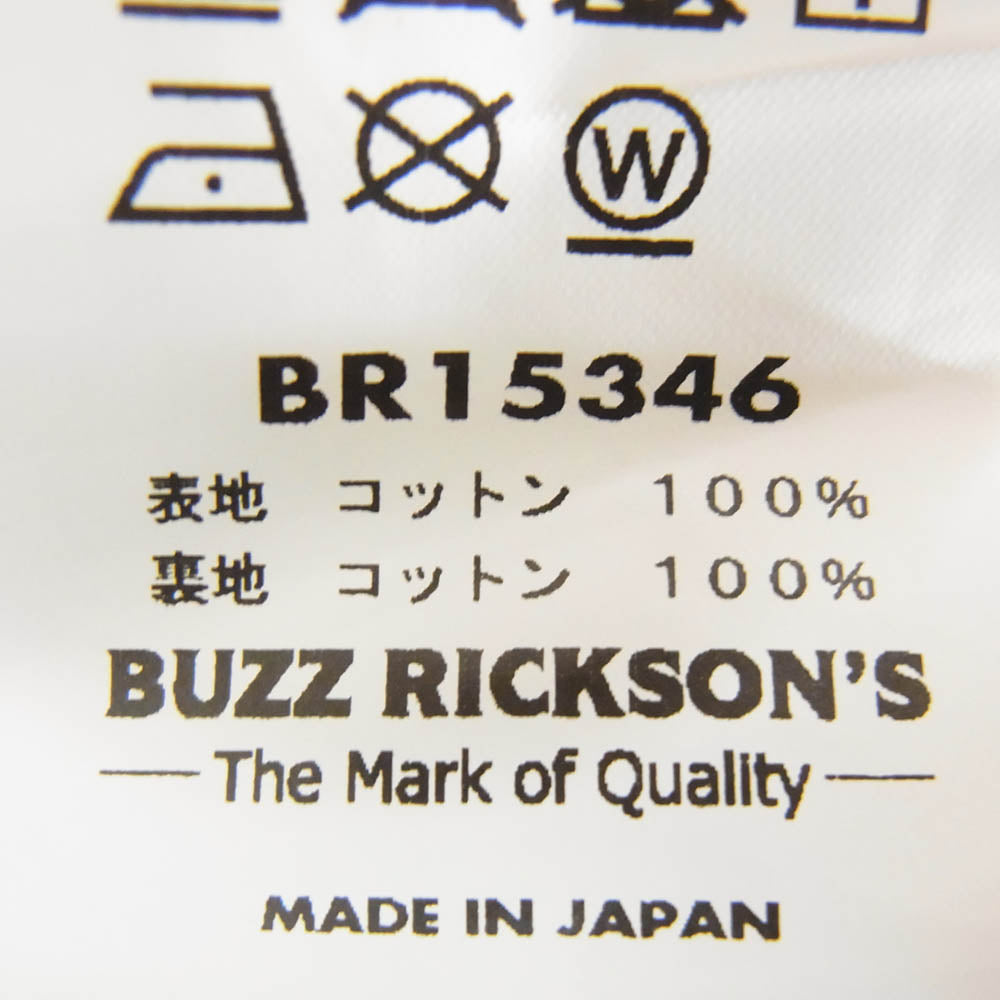 W
BR15346
表地 コットン 100%
裏地 コットン 100%
BUZZ RICKSON'S
The Mark of Quality
MADE IN JAPAN